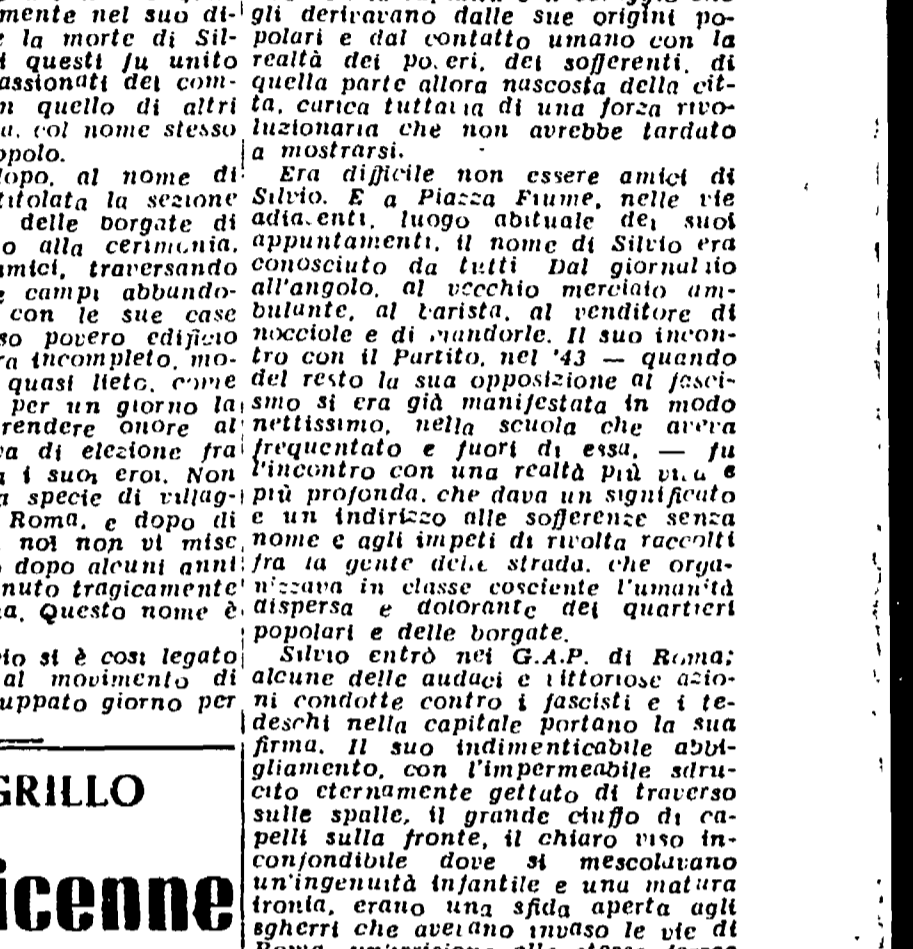 mente nel suo di-
e la morte di Sil-
i questi fu unito
assionati dei com-
n quello di altri
a, col nome stesso
opolo.
dopo, al nome di
titolata la sezione
delle borgate di
o alla cerimonia,
amici, traversando
e campi abbando-
con le sue case
so povero edificio
ra incompleto, mo-
quasi lieto, come
per un giorno la
rendere onore al
va di elezione fra
a i suoi eroi. Non
a specie di villag-
Roma, e dopo di
noi non vi mise
dopo alcuni anni
nuto tragicamente
na. Questo nome è
io si è così legato
al movimento di
uppato giorno per
GRILLO
icenne
gli derivavano dalle sue origini po-
polari e dal contatto umano con la
realtà dei poveri, dei sofferenti, di
quella parte allora nascosta della cit-
tà, carica tuttavia di una forza rivo-
luzionaria che non avrebbe tardato
a mostrarsi.
Era difficile non essere amici di
Silvio. E a Piazza Fiume, nelle vie
adiacenti, luogo abituale dei suoi
appuntamenti, il nome di Silvio era
conosciuto da tutti Dal giornalaio
all'angolo, al vecchio merciaio am-
bulante, al barista, al venditore di
nocciole e di mandorle. Il suo incon-
tro con il Partito, nel '43 — quando
del resto la sua opposizione al fasci-
smo si era già manifestata in modo
nettissimo, nella scuola che aveva
frequentato e fuori di essa, — fu
l'incontro con una realtà più viva e
più profonda, che dava un significato
e un indirizzo alle sofferenze senza
nome e agli impeti di rivolta raccolti
fra la gente della strada, che orga-
nizzava in classe cosciente l'umanità
dispersa e dolorante dei quartieri
popolari e delle borgate.
Silvio entrò nei G.A.P. di Roma;
alcune delle audaci e vittoriose azio-
ni condotte contro i fascisti e i te-
deschi nella capitale portano la sua
firma. Il suo indimenticabile abbi-
gliamento, con l'impermeabile sdru-
cito eternamente gettato di traverso
sulle spalle, il grande ciuffo di ca-
pelli sulla fronte, il chiaro viso in-
confondibile dove si mescolavano
un'ingenuità infantile e una matura
ironia, erano una sfida aperta agli
sgherri che avevano invaso le vie di